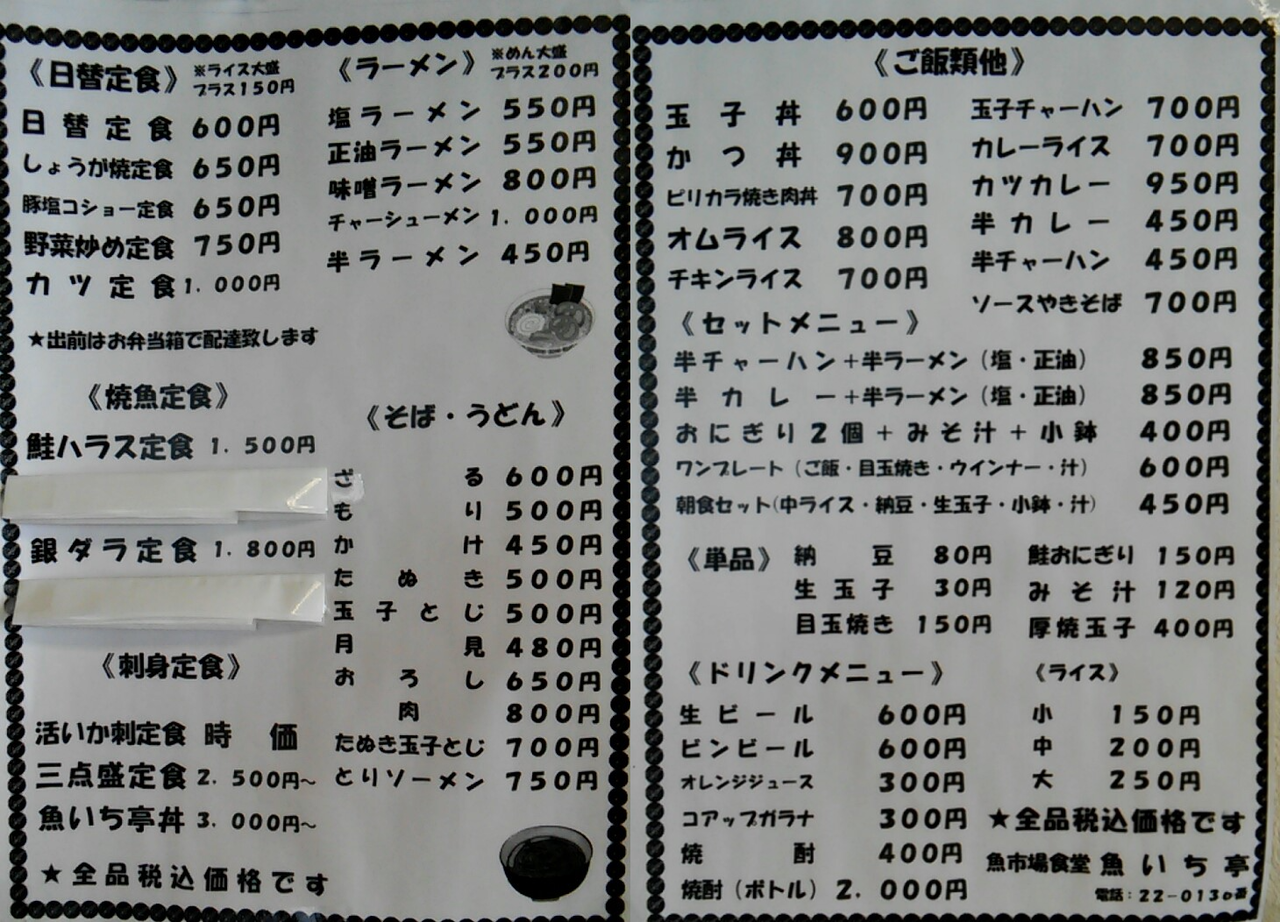 《日替定食》 ※ライス大盛 プラス150円
日替定食 600円
しょうが焼定食 650円
豚塩コショー定食 650円
野菜炒め定食 750円
カツ定食 1.000円
★出前はお弁当箱で配達致します
《焼魚定食》
鮭ハラス定食 1.500円
銀ダラ定食 1.800円
《刺身定食》
活いか刺定食 時価
三点盛定食 2.500円~
魚いち亭丼 3.000円~
★全品税込価格です
《ラーメン》 ※めん大盛 プラス200円
塩ラーメン 550円
正油ラーメン 550円
味噌ラーメン 800円
チャーシューメン 1.000円
半ラーメン 450円
《そば・うどん》
ざる 600円
もり 500円
かけ 450円
たぬき 500円
玉子とじ 500円
月見 480円
おろし 650円
肉 800円
たぬき玉子とじ 700円
とりソーメン 750円
《ご飯類他》
玉子丼 600円
かつ丼 900円
ピリカラ焼き肉丼 700円
オムライス 800円
チキンライス 700円
玉子チャーハン 700円
カレーライス 700円
カツカレー 950円
半カレー 450円
半チャーハン 450円
ソースやきそば 700円
《セットメニュー》
半チャーハン+半ラーメン(塩・正油) 850円
半カレー+半ラーメン(塩・正油) 850円
おにぎり2個+みそ汁+小鉢 400円
ワンプレート(ご飯・目玉焼き・ウインナー・汁) 600円
朝食セット(中ライス・納豆・生玉子・小鉢・汁) 450円
《単品》 納豆 80円 鮭おにぎり 150円
生玉子 30円 みそ汁 120円
目玉焼き 150円 厚焼玉子 400円
《ドリンクメニュー》
生ビール 600円
ビンビール 600円
オレンジジュース 300円
コアップガラナ 300円
焼酎 400円
焼酎(ボトル) 2.000円
《ライス》
小 150円
中 200円
大 250円
★全品税込価格です
魚市場食堂 魚いち亭
電話:22-0130番